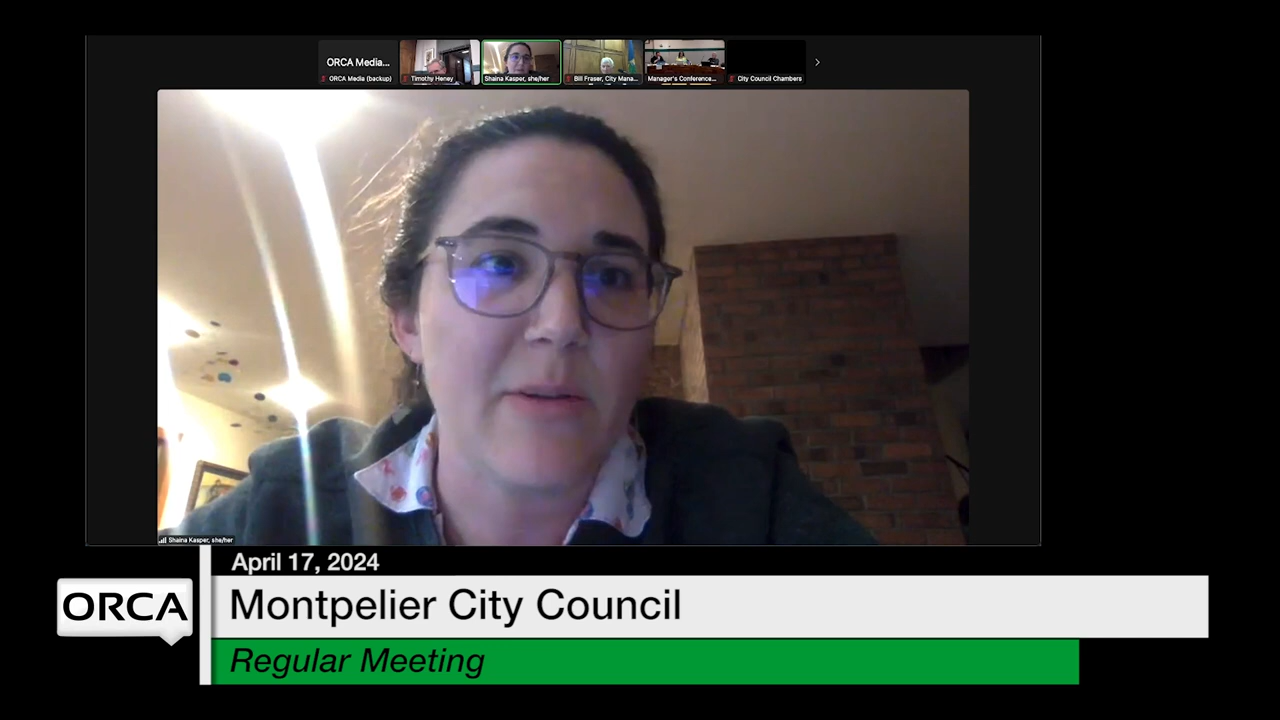 ORCA Media...
ORCA Media (backup)
Timothy Heney
Shaina Kasper, she/her
Bill Fraser, City Mana...
Manager's Conference...
City Council Chambers
Shaina Kasper, she/her
April 17, 2024
ORCA
Montpelier City Council
Regular Meeting